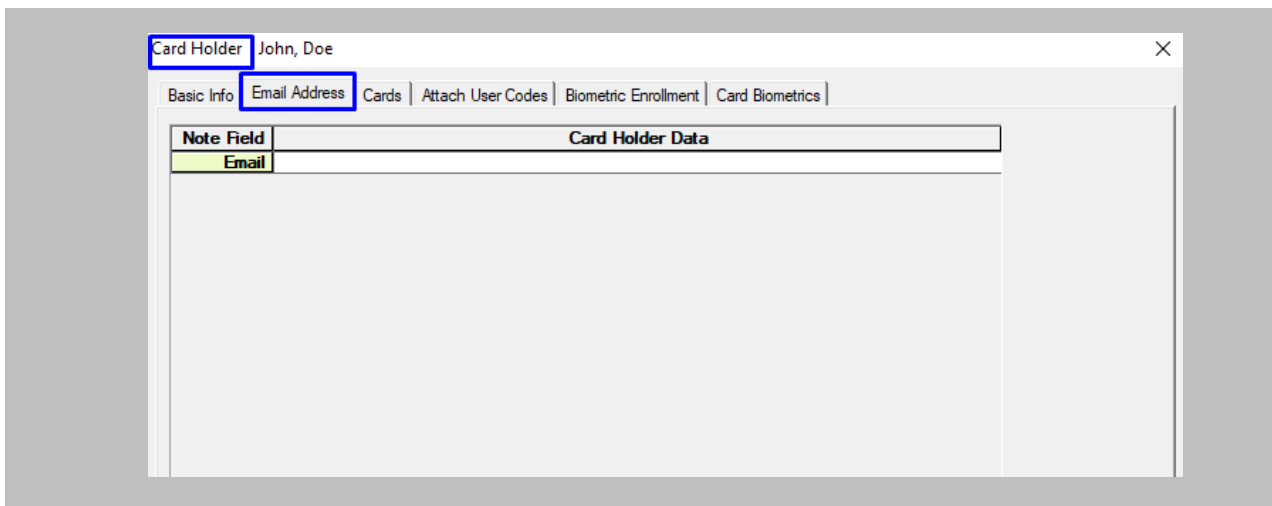 Card Holder John, Doe
Basic Info Email Address Cards Attach User Codes Biometric Enrollment Card Biometrics
Note Field Card Holder Data
Email